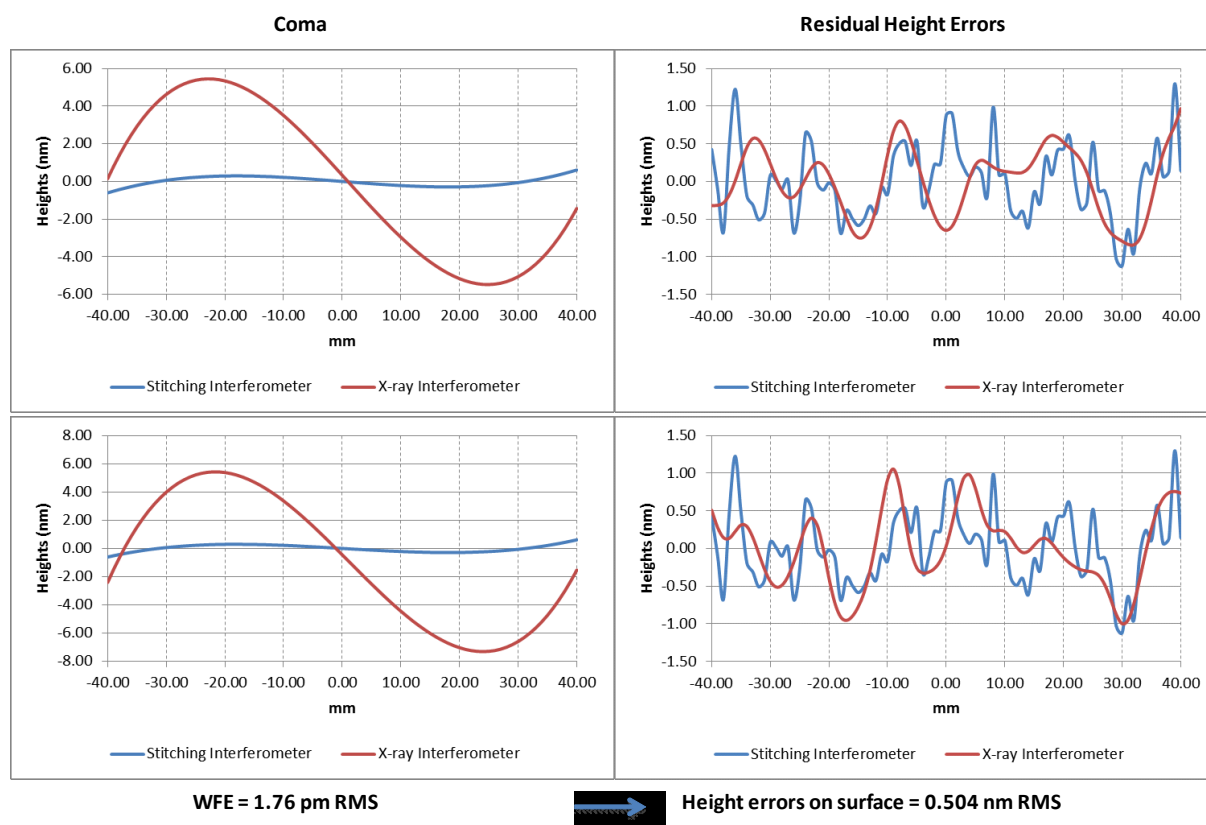 Coma
Residual Height Errors
Heights (nm)
6.00
4.00
2.00
0.00
-2.00
-4.00
-6.00
-40.00 -30.00 -20.00 -10.00 0.00 10.00 20.00 30.00 40.00
mm
Stitching Interferometer X-ray Interferometer
Heights (nm)
1.50
1.00
0.50
0.00
-0.50
-1.00
-1.50
-40.00 -30.00 -20.00 -10.00 0.00 10.00 20.00 30.00 40.00
mm
Stitching Interferometer X-ray Interferometer
Heights (nm)
8.00
6.00
4.00
2.00
0.00
-2.00
-4.00
-6.00
-8.00
-40.00 -30.00 -20.00 -10.00 0.00 10.00 20.00 30.00 40.00
mm
Stitching Interferometer X-ray Interferometer
Heights (nm)
1.50
1.00
0.50
0.00
-0.50
-1.00
-1.50
-40.00 -30.00 -20.00 -10.00 0.00 10.00 20.00 30.00 40.00
mm
Stitching Interferometer X-ray Interferometer
WFE = 1.76 pm RMS
Height errors on surface = 0.504 nm RMS